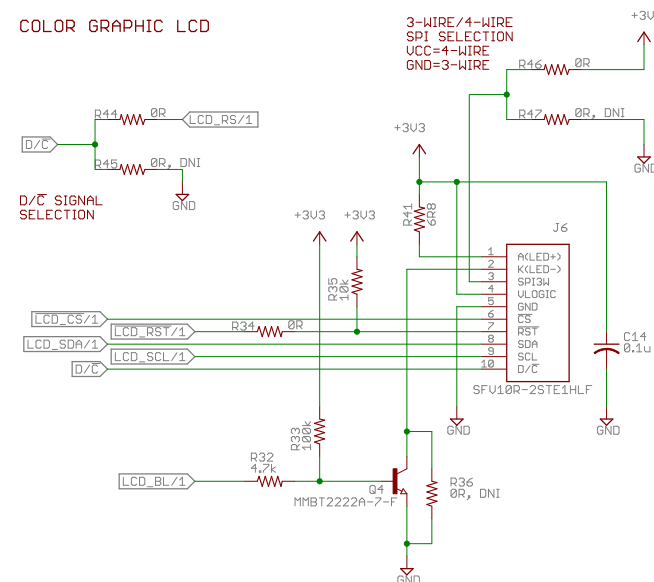 COLOR GRAPHIC LCD
3-WIRE/4-WIRE
SPI SELECTION
VCC=4-WIRE
GND=3-WIRE
+3V
R46 0R
R47 0R, DNI
GND
R44 0R
LCD_RS/1
D/C
R45 0R, DNI
GND
D/C SIGNAL
SELECTION
+3V3
R41
6R8
+3V3
+3V3
R35
10k
J6
1 A(LED+)
2 K(LED-)
3 SPI3W
4 VLOGIC
5 GND
6 CS
7 RST
8 SDA
9 SCL
10 D/C
SFV10R-2STE1HLF
LCD_CS/1
LCD_RST/1
R34 0R
LCD_SDA/1
LCD_SCL/1
D/C
C14
0.1u
GND
GND
R33
100k
R32
4.7k
LCD_BL/1
Q4
MMBT2222A-7-F
R36
0R, DNI
GND